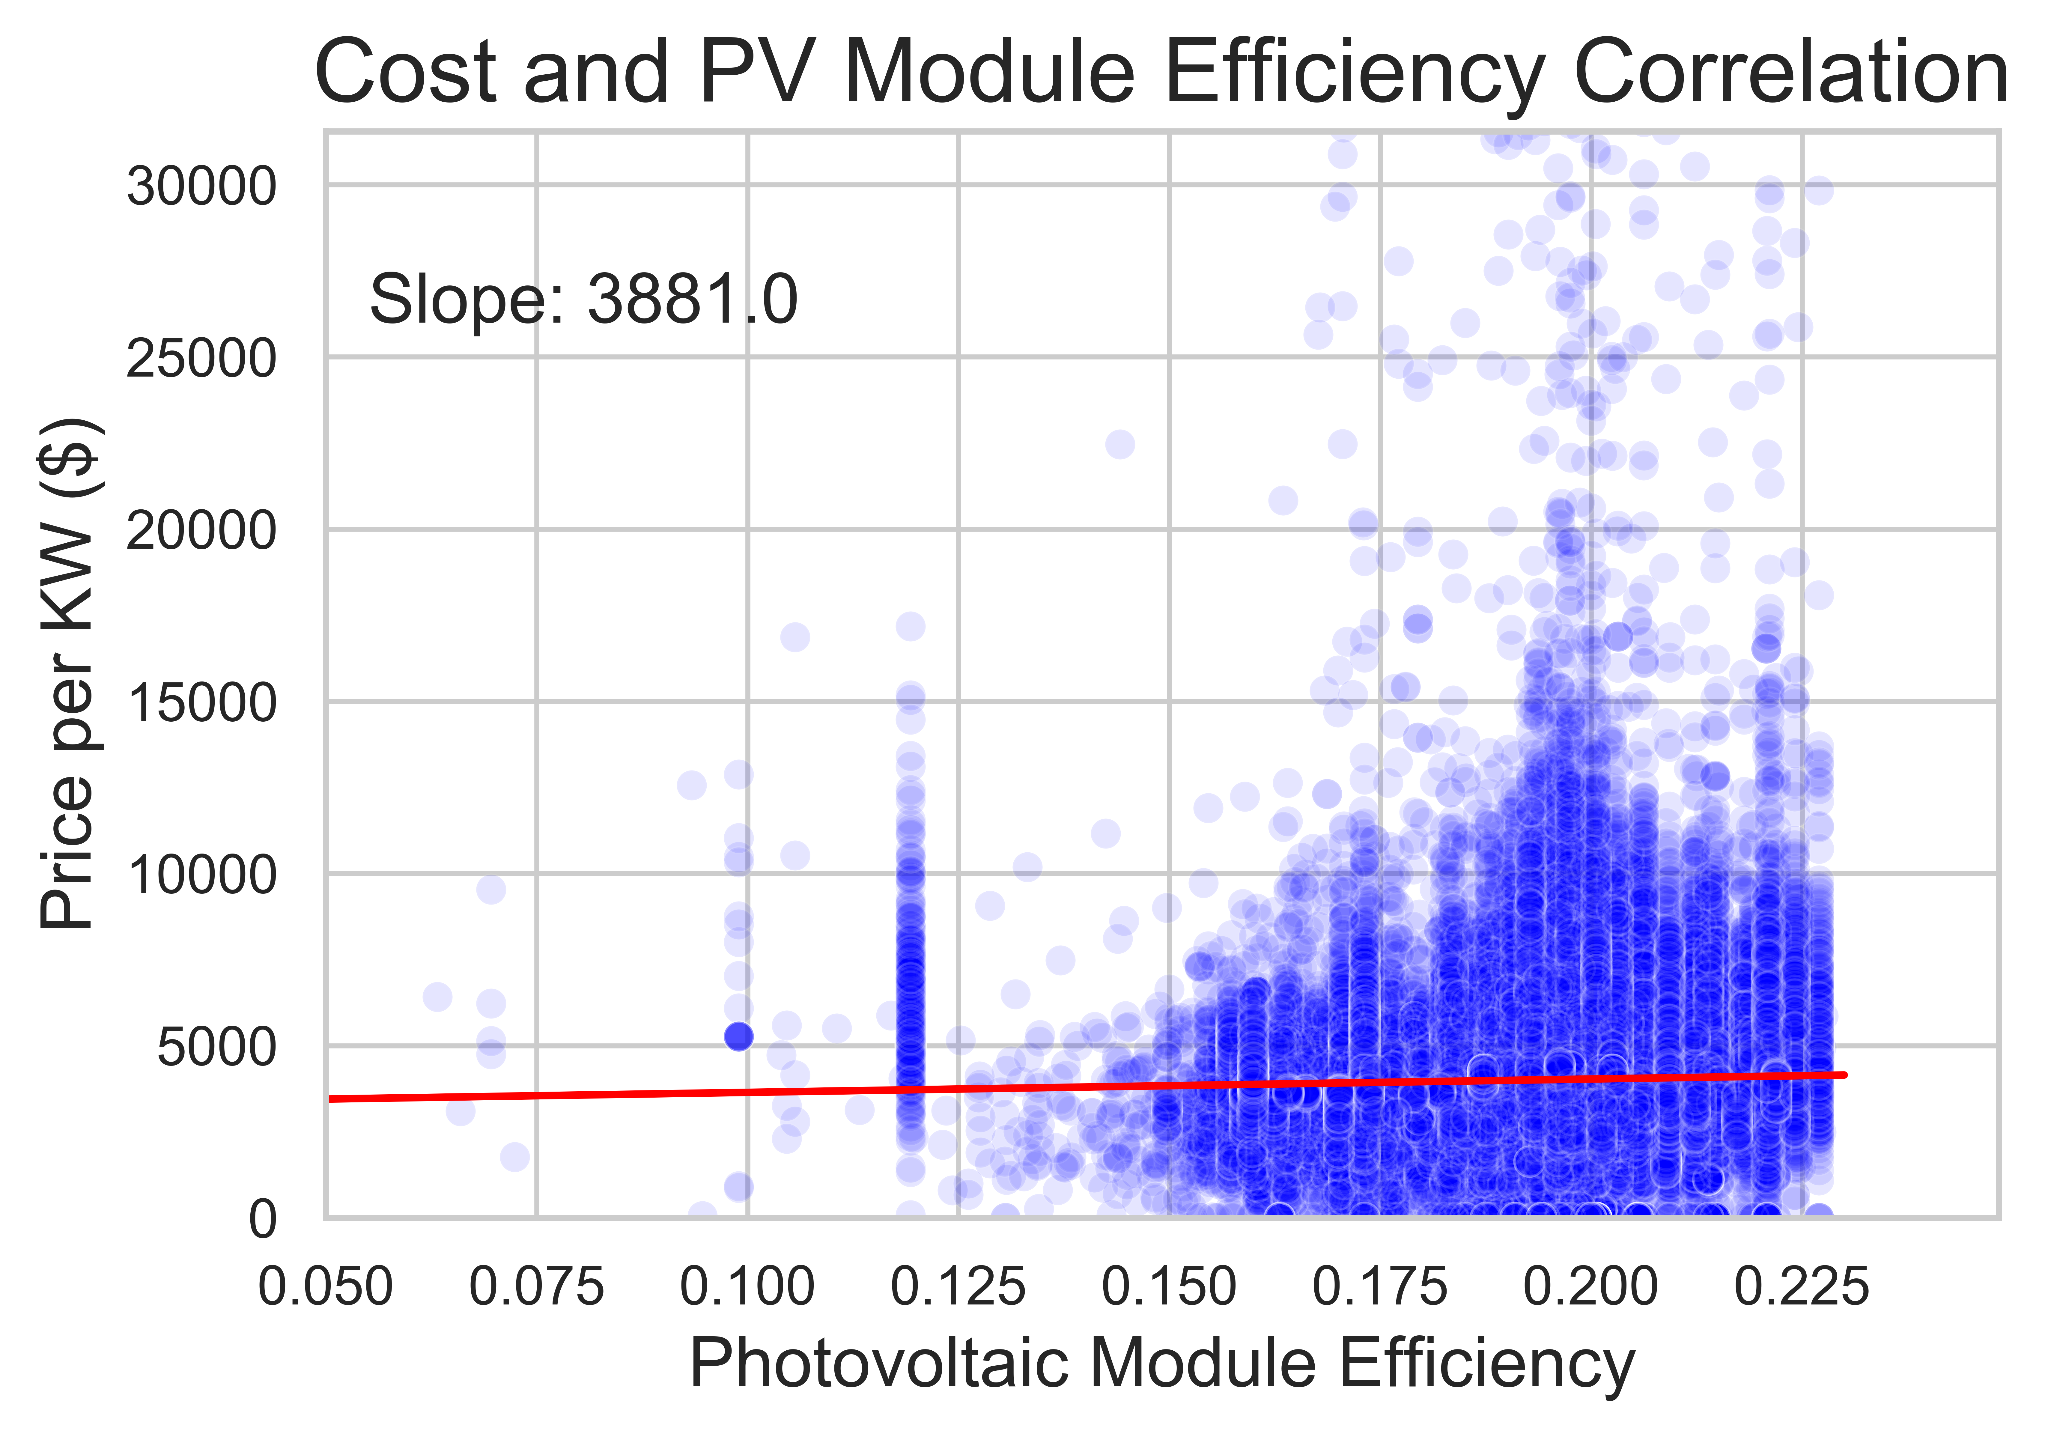 Cost and PV Module Efficiency Correlation
30000
Slope: 3881.0
25000
20000
15000
10000
5000
0
Price per KW ($)
0.050 0.075 0.100 0.125 0.150 0.175 0.200 0.225
Photovoltaic Module Efficiency